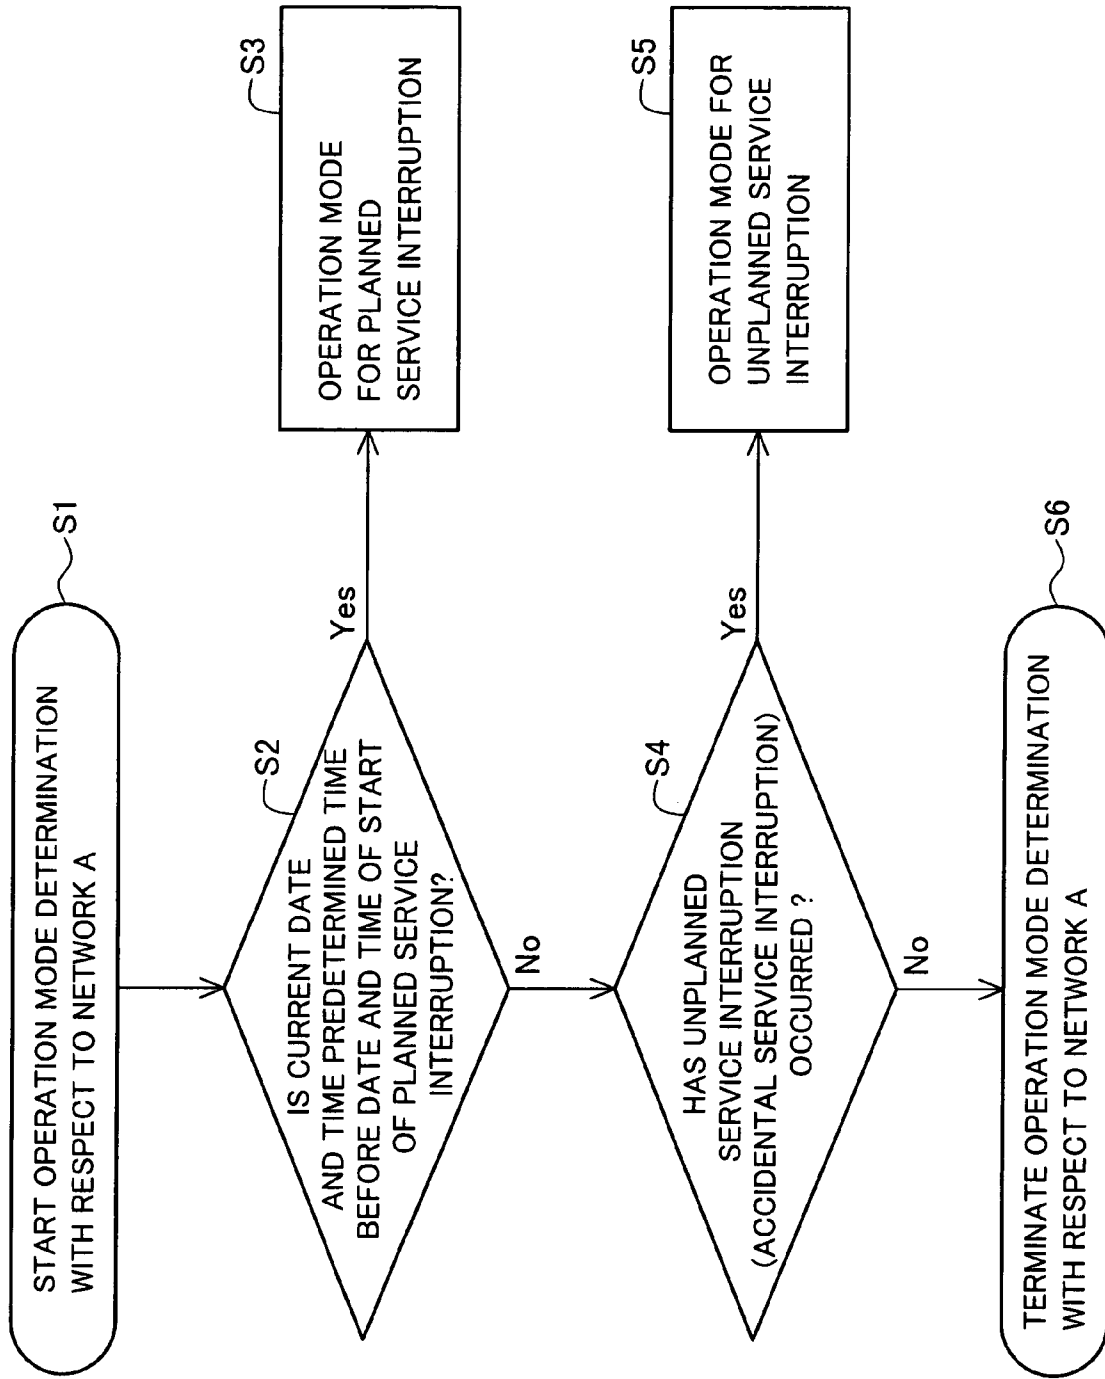 START OPERATION MODE DETERMINATION
WITH RESPECT TO NETWORK A
S1
IS CURRENT DATE
AND TIME PREDETERMINED TIME
BEFORE DATE AND TIME OF START
OF PLANNED SERVICE
INTERRUPTION?
S2
Yes
No
OPERATION MODE
FOR PLANNED
SERVICE INTERRUPTION
S3
HAS UNPLANNED
SERVICE INTERRUPTION
(ACCIDENTAL SERVICE INTERRUPTION)
OCCURRED ?
S4
Yes
No
OPERATION MODE FOR
UNPLANNED SERVICE
INTERRUPTION
S5
TERMINATE OPERATION MODE DETERMINATION
WITH RESPECT TO NETWORK A
S6